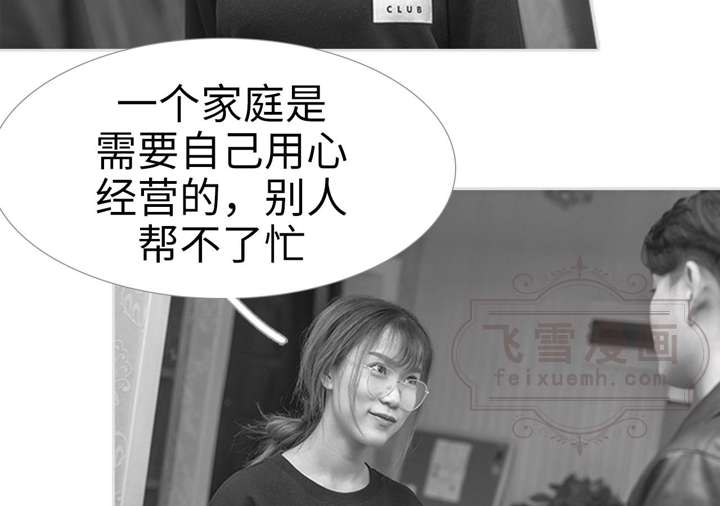 CLUB
一个家庭是
需要自己用心
经营的，别人
帮不了忙
飞雪漫画
feixuemh.com